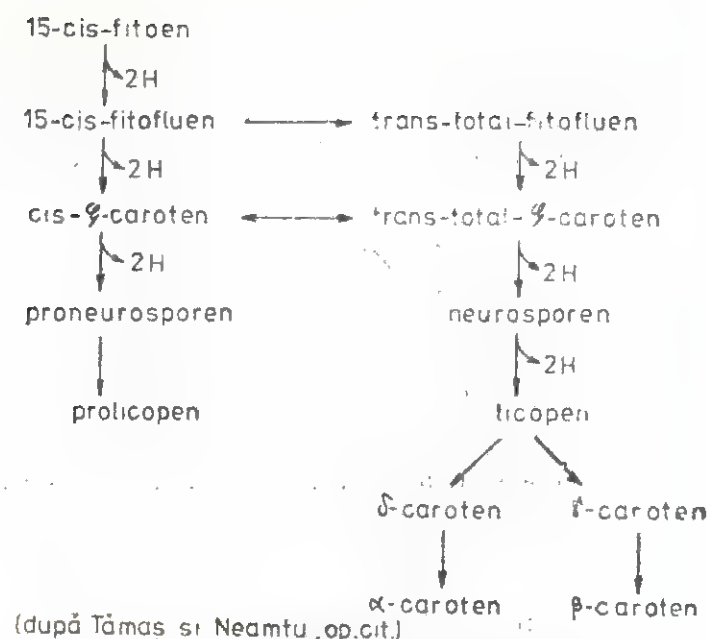 15-cis-fitoen
2H
15-cis-fitofluen trans-total-fitofluen
2H 2H
cis-ζ-caroten trans-total-ζ-caroten
2H 2H
proneurosporen neurosporen
2H
prolicopen licopen
δ-caroten γ-caroten
α-caroten β-caroten
(după Tămaș și Neamțu, op.cit.)